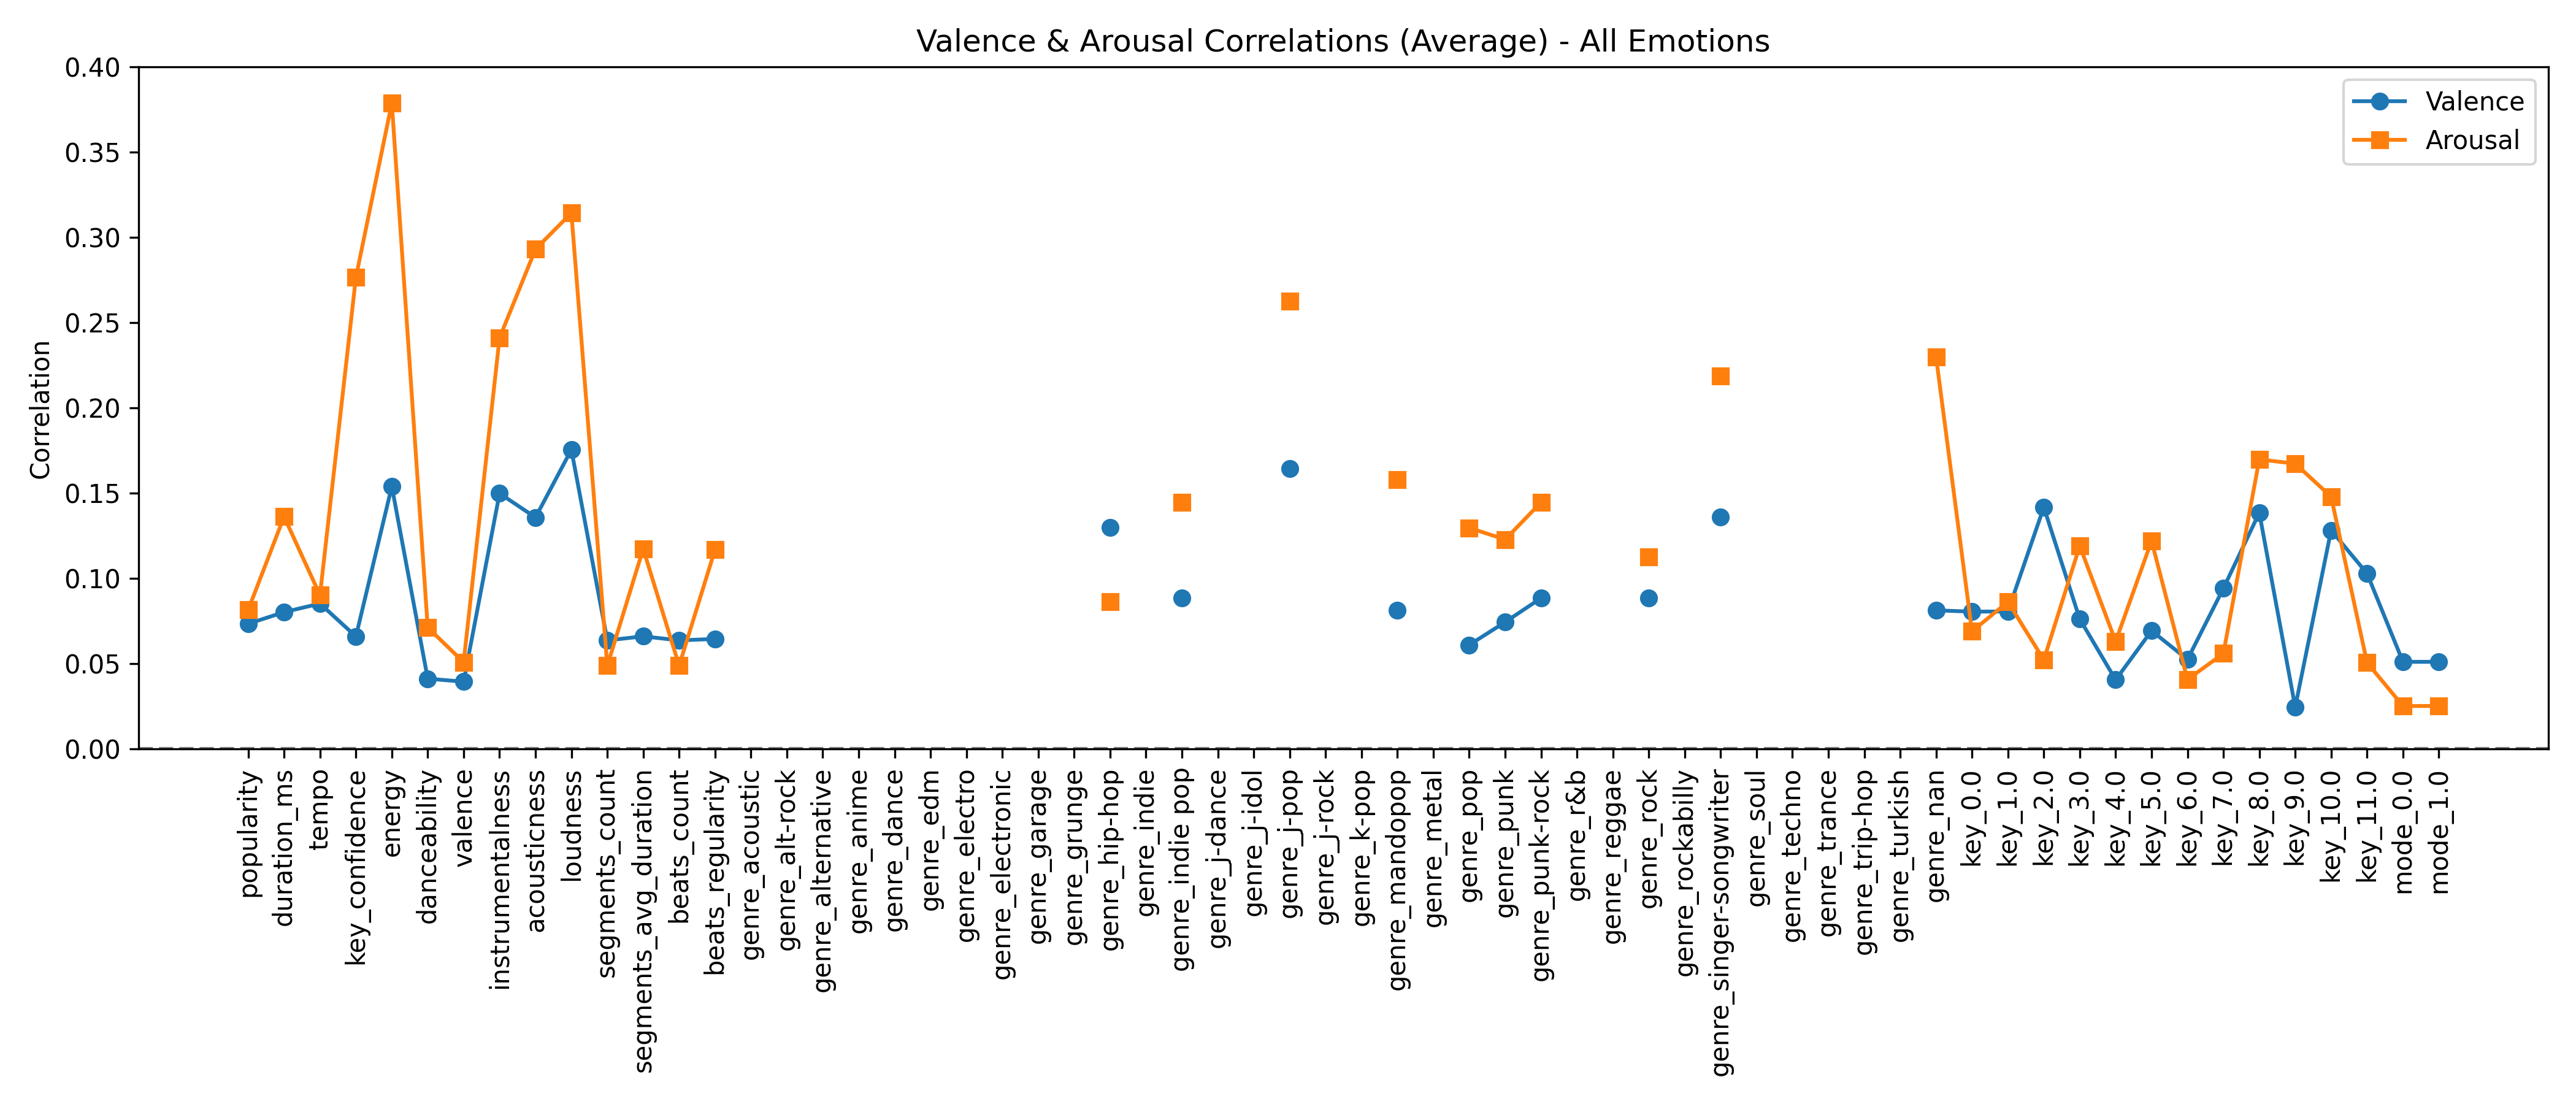 Valence & Arousal Correlations (Average) - All Emotions
0.40
0.35
0.30
0.25
0.20
0.15
0.10
0.05
0.00
Correlation
Valence
Arousal
popularity
duration_ms
tempo
key_confidence
energy
danceability
valence
instrumentalness
acousticness
loudness
segments_count
segments_avg_duration
beats_count
beats_regularity
genre_acoustic
genre_alt-rock
genre_alternative
genre_anime
genre_dance
genre_edm
genre_electro
genre_electronic
genre_garage
genre_grunge
genre_hip-hop
genre_indie
genre_indie pop
genre_j-dance
genre_j-idol
genre_j-pop
genre_j-rock
genre_k-pop
genre_mandopop
genre_metal
genre_pop
genre_punk
genre_punk-rock
genre_r&b
genre_reggae
genre_rock
genre_rockabilly
genre_singer-songwriter
genre_soul
genre_techno
genre_trance
genre_trip-hop
genre_turkish
genre_nan
key_0.0
key_1.0
key_2.0
key_3.0
key_4.0
key_5.0
key_6.0
key_7.0
key_8.0
key_9.0
key_10.0
key_11.0
mode_0.0
mode_1.0